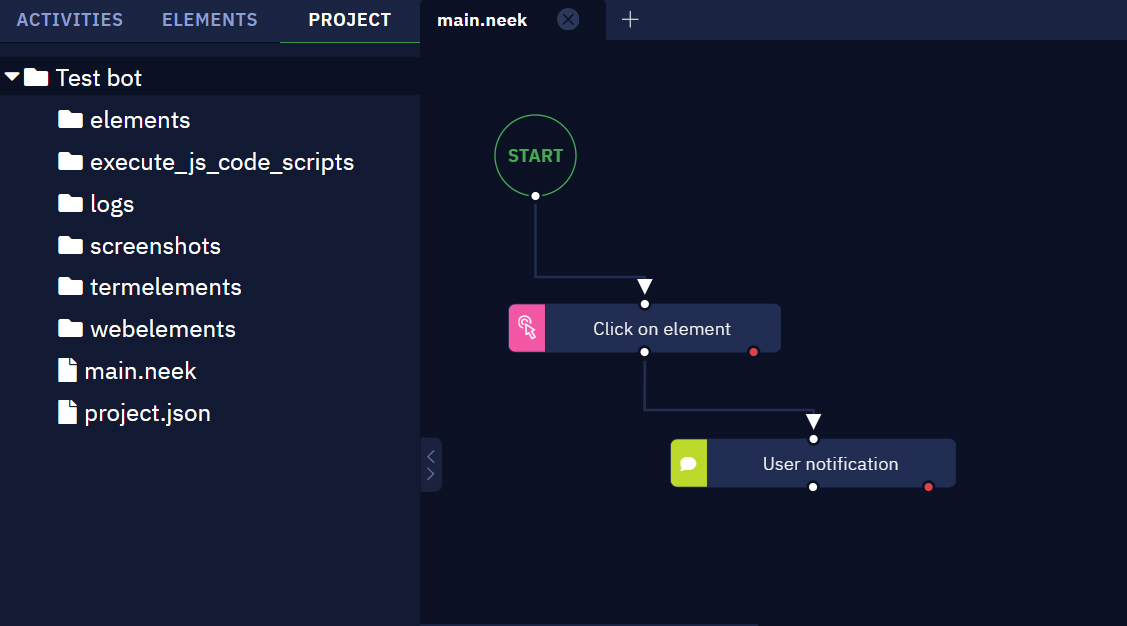 ACTIVITIES ELEMENTS PROJECT main.neek
Test bot
elements
execute_js_code_scripts
logs
screenshots
termelements
webelements
main.neek
project.json
START
Click on element
User notification